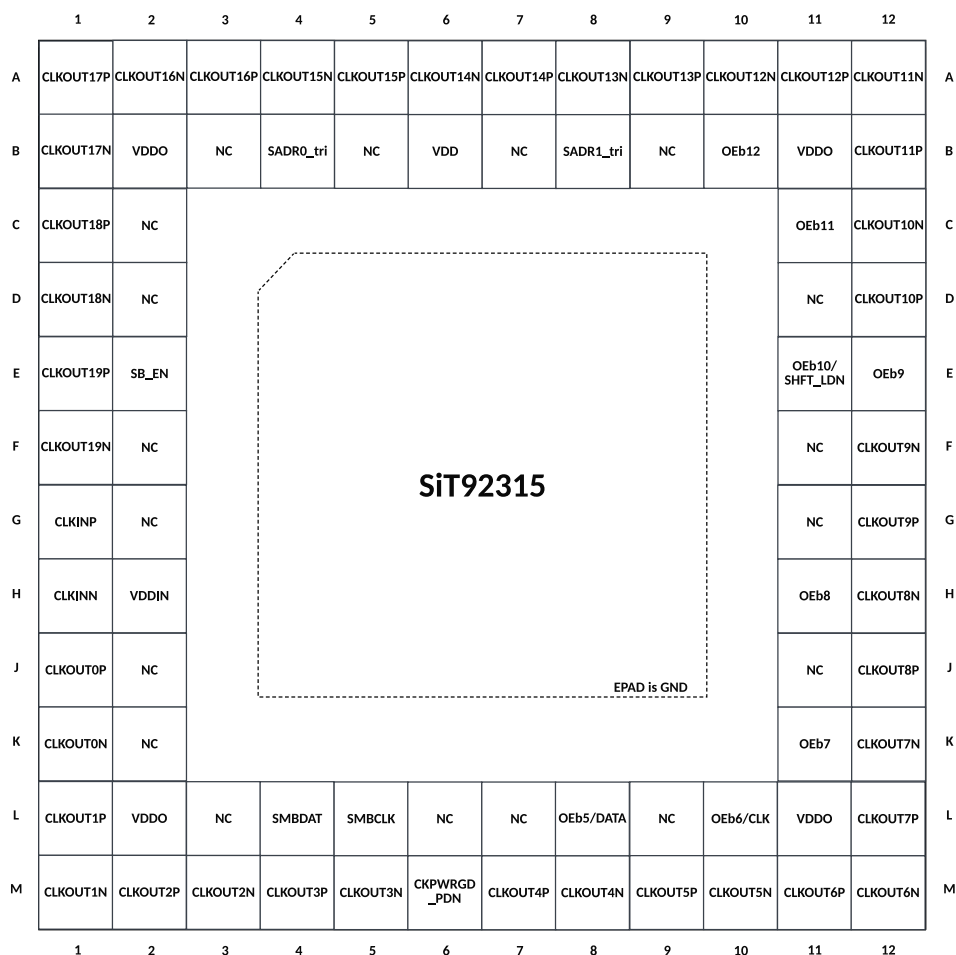 1 2 3 4 5 6 7 8 9 10 11 12
A CLKOUT17P CLKOUT16N CLKOUT16P CLKOUT15N CLKOUT15P CLKOUT14N CLKOUT14P CLKOUT13N CLKOUT13P CLKOUT12N CLKOUT12P CLKOUT11N A
B CLKOUT17N VDDO NC SADR0_tri NC VDD NC SADR1_tri NC OEb12 VDDO CLKOUT11P B
C CLKOUT18P NC OEb11 CLKOUT10N C
D CLKOUT18N NC NC CLKOUT10P D
E CLKOUT19P SB_EN OEb10/
SHFT_LDN OEb9 E
F CLKOUT19N NC NC CLKOUT9N F
SiT92315
G CLKINP NC NC CLKOUT9P G
H CLKINN VDDIN OEb8 CLKOUT8N H
J CLKOUT0P NC NC CLKOUT8P J
EPAD is GND
K CLKOUT0N NC OEb7 CLKOUT7N K
L CLKOUT1P VDDO NC SMBDAT SMBCLK NC NC OEb5/DATA NC OEb6/CLK VDDO CLKOUT7P L
M CLKOUT1N CLKOUT2P CLKOUT2N CLKOUT3P CLKOUT3N CKPWRGD
_PDN CLKOUT4P CLKOUT4N CLKOUT5P CLKOUT5N CLKOUT6P CLKOUT6N M
1 2 3 4 5 6 7 8 9 10 11 12